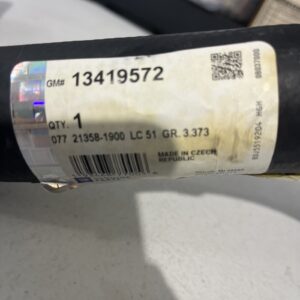 GM# 13419572
QTY. 1
077 21358-1900 LC 51 GR. 3.373
MADE IN CZECH
REPUBLIC